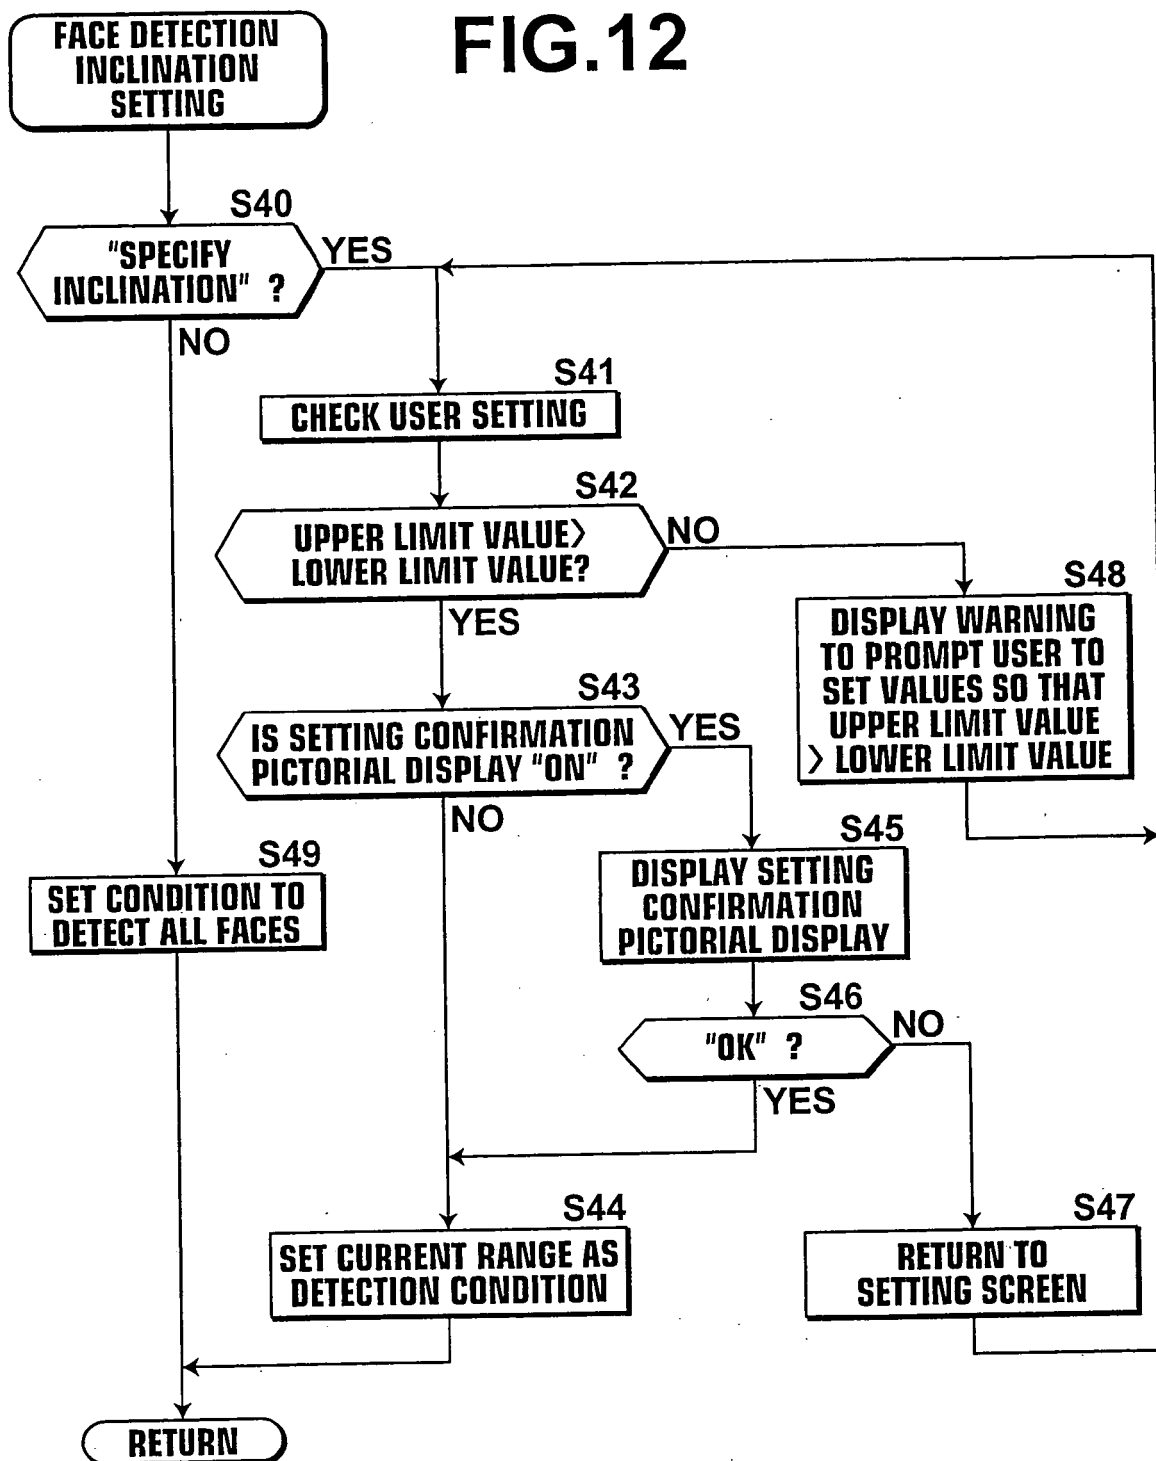 FIG.12
FACE DETECTION
INCLINATION
SETTING
S40
"SPECIFY
INCLINATION" ?
YES
NO
S41
CHECK USER SETTING
S42
UPPER LIMIT VALUE>
LOWER LIMIT VALUE?
NO
YES
S48
DISPLAY WARNING
TO PROMPT USER TO
SET VALUES SO THAT
UPPER LIMIT VALUE
> LOWER LIMIT VALUE
S43
IS SETTING CONFIRMATION
PICTORIAL DISPLAY "ON" ?
YES
NO
S45
DISPLAY SETTING
CONFIRMATION
PICTORIAL DISPLAY
S49
SET CONDITION TO
DETECT ALL FACES
S46
"OK" ?
NO
YES
S44
SET CURRENT RANGE AS
DETECTION CONDITION
S47
RETURN TO
SETTING SCREEN
RETURN